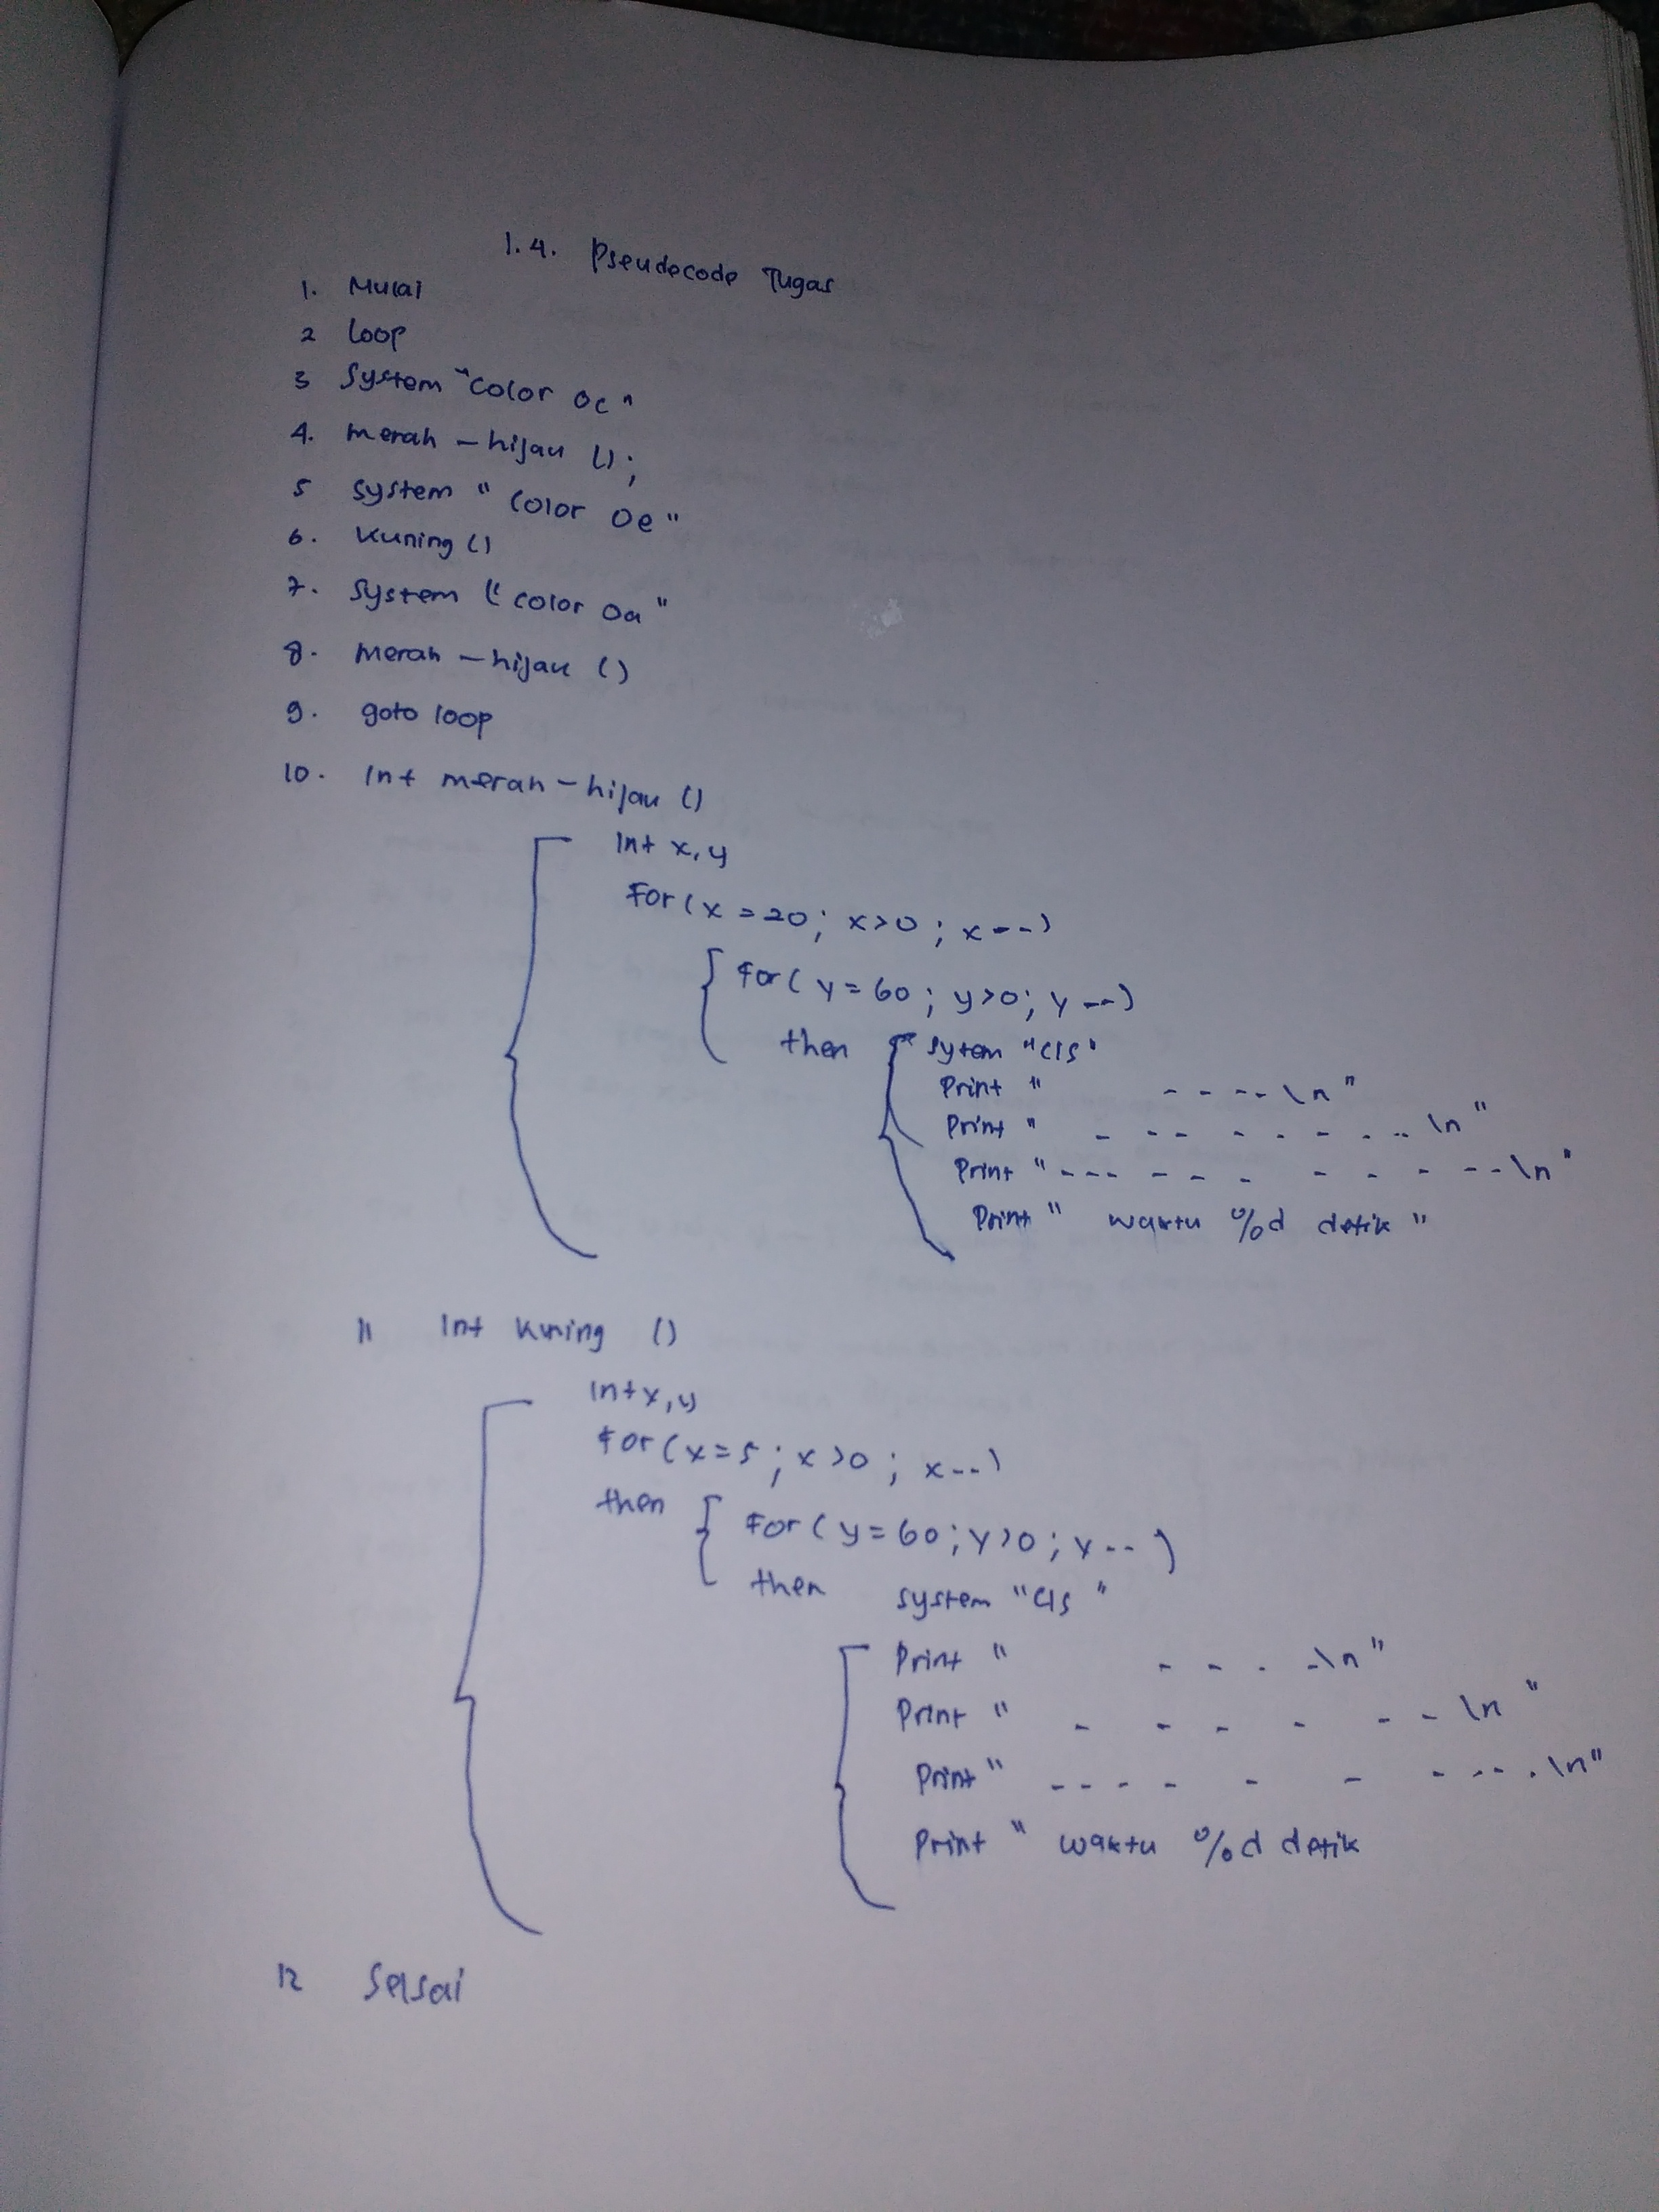 1.4. Pseudecode Tugas
1. Mulai
2 loop
3 System "color 0c"
4. merah - hijau ();
5 system " color 0e"
6. kuning ()
7. System " color 0a"
8. merah - hijau ()
9. goto loop
10. Int merah - hijau ()
Int x, y
For (x = 20; x>0; x--)
{ For ( y = 60; y>0; y--)
then { sytem "cls"
Print " ----\n"
Print " - -- - - - - -- \n"
Print "--- - - - - - - --\n"
Print " waktu %d detik "
11 Int kuning ()
int x, y
For (x = 5; x>0; x--)
then { For ( y = 60; y>0; y-- )
then system "cls "
Print " - - - -\n"
Print " - - - - - - \n "
Print " - - - - - - - --- . \n"
Print " waktu %d detik
12 Selsai